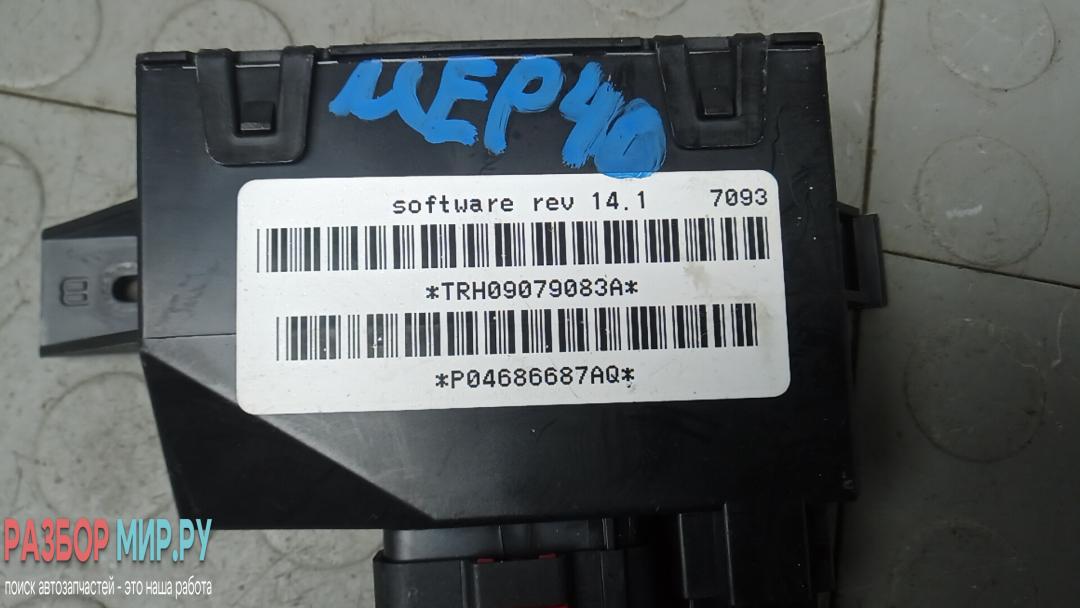 ЦЕР40
software rev 14.1 7093
*TRH09079083A*
*P04686687AQ*
РАЗБОР МИР.РУ
поиск автозапчастей - это наша работа